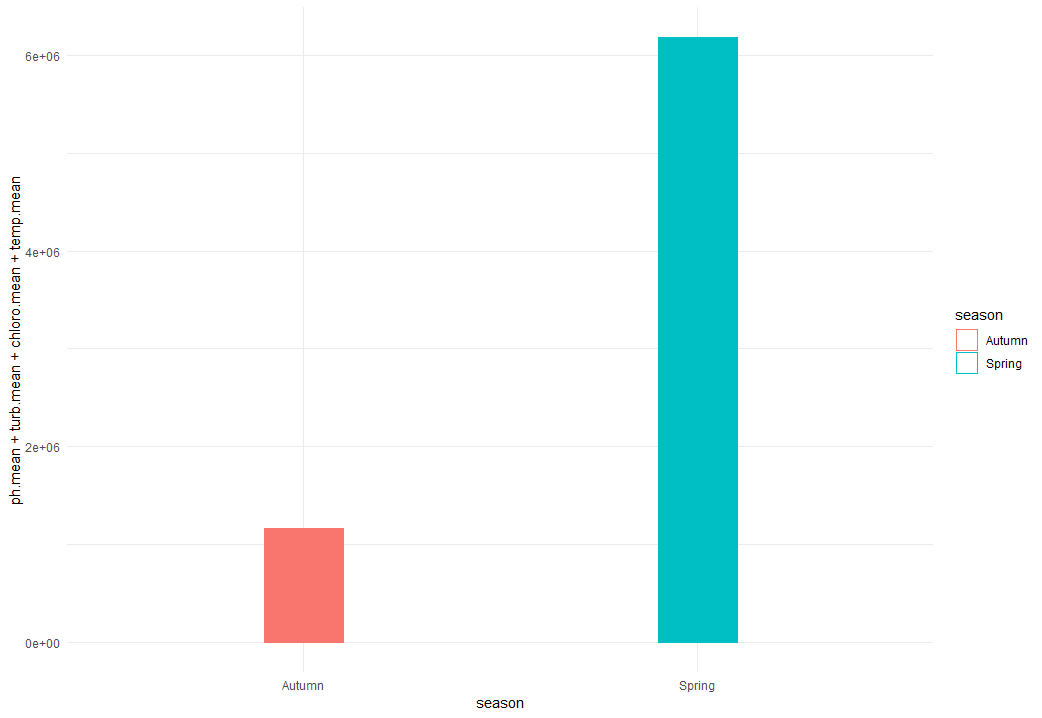 ph.mean + turb.mean + chloro.mean + temp.mean
6e+06
4e+06
2e+06
0e+00
Autumn
Spring
season
season
Autumn
Spring